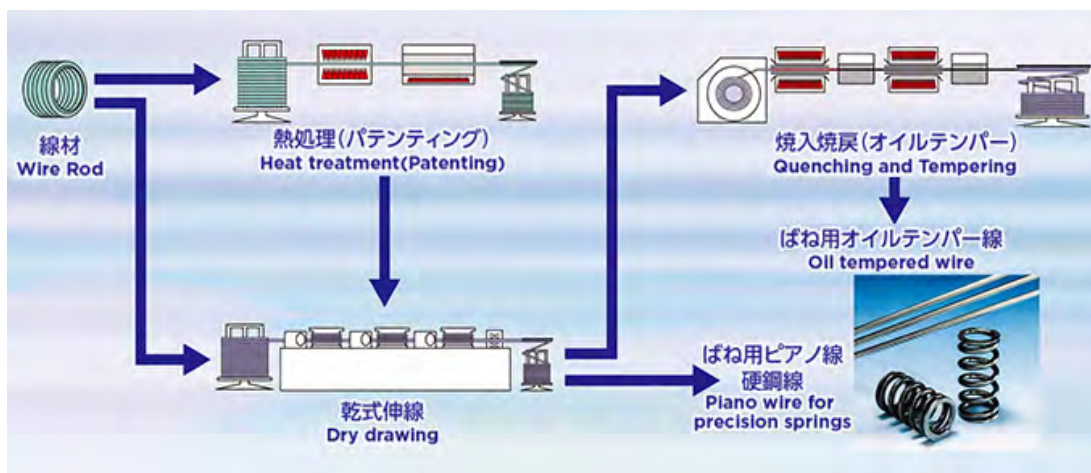 線材
Wire Rod
熱処理(パテンティング)
Heat treatment(Patenting)
焼入焼戻(オイルテンパー)
Quenching and Tempering
ばね用オイルテンパー線
Oil tempered wire
乾式伸線
Dry drawing
ばね用ピアノ線
硬鋼線
Piano wire for
precision springs